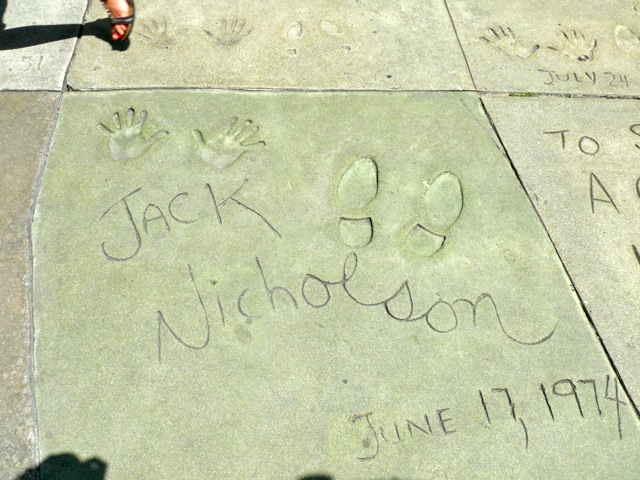 51
JULY 24
TO
JACK
Nicholson
JUNE 17, 1974